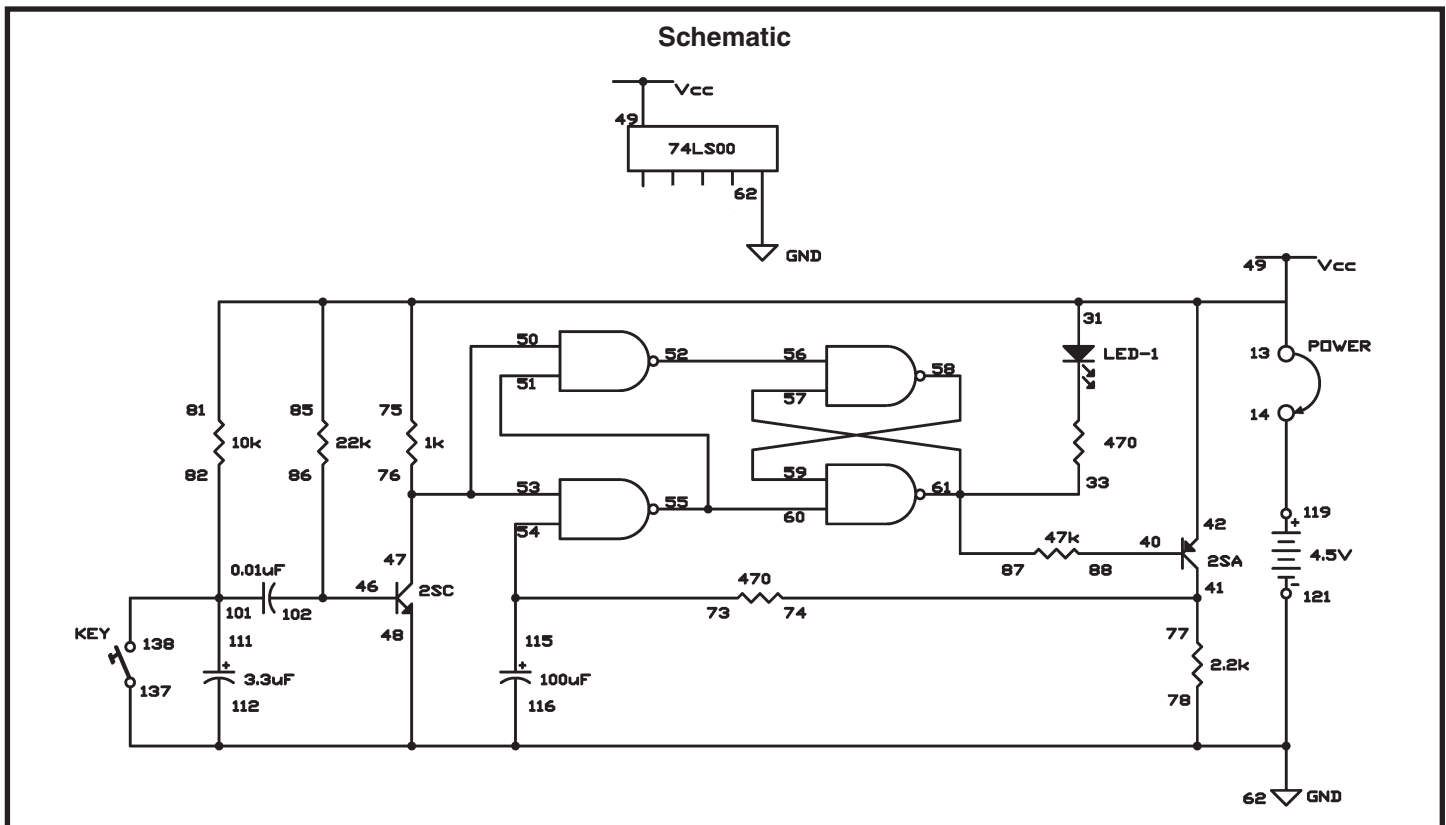 Schematic
Vcc
49
74LS00
62
GND
49
Vcc
31
50
52
56
LED-1
13
POWER
58
51
57
14
81
85
75
10k
22k
1k
470
82
86
76
59
61
33
53
55
60
119
54
42
+
47k
4.5V
40
47
2SA
87
88
-
0.01uF
470
46
2SC
41
121
101
102
73
74
KEY
48
138
111
115
77
+
+
2.2k
3.3uF
100uF
137
78
112
116
62
GND